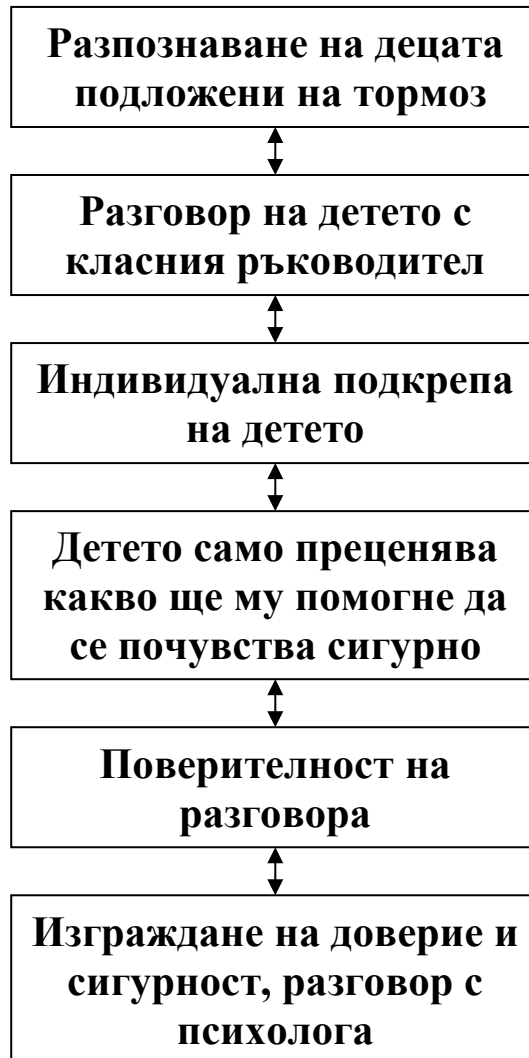 Разпознаване на децата
подложени на тормоз
Разговор на детето с
класния ръководител
Индивидуална подкрепа
на детето
Детето само преценява
какво ще му помогне да
се почувства сигурно
Поверителност на
разговора
Изграждане на доверие и
сигурност, разговор с
психолога